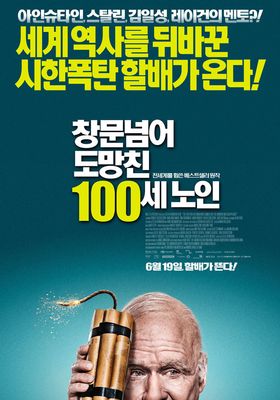 아인슈타인, 스탈린, 김일성, 레이건의 멘토?!
세계 역사를 뒤바꾼
시한폭탄 할배가 온다!
창문넘어
도망친
전세계를 웃긴 베스트셀러 원작
100세 노인
6월 19일, 할배가 뜬다!